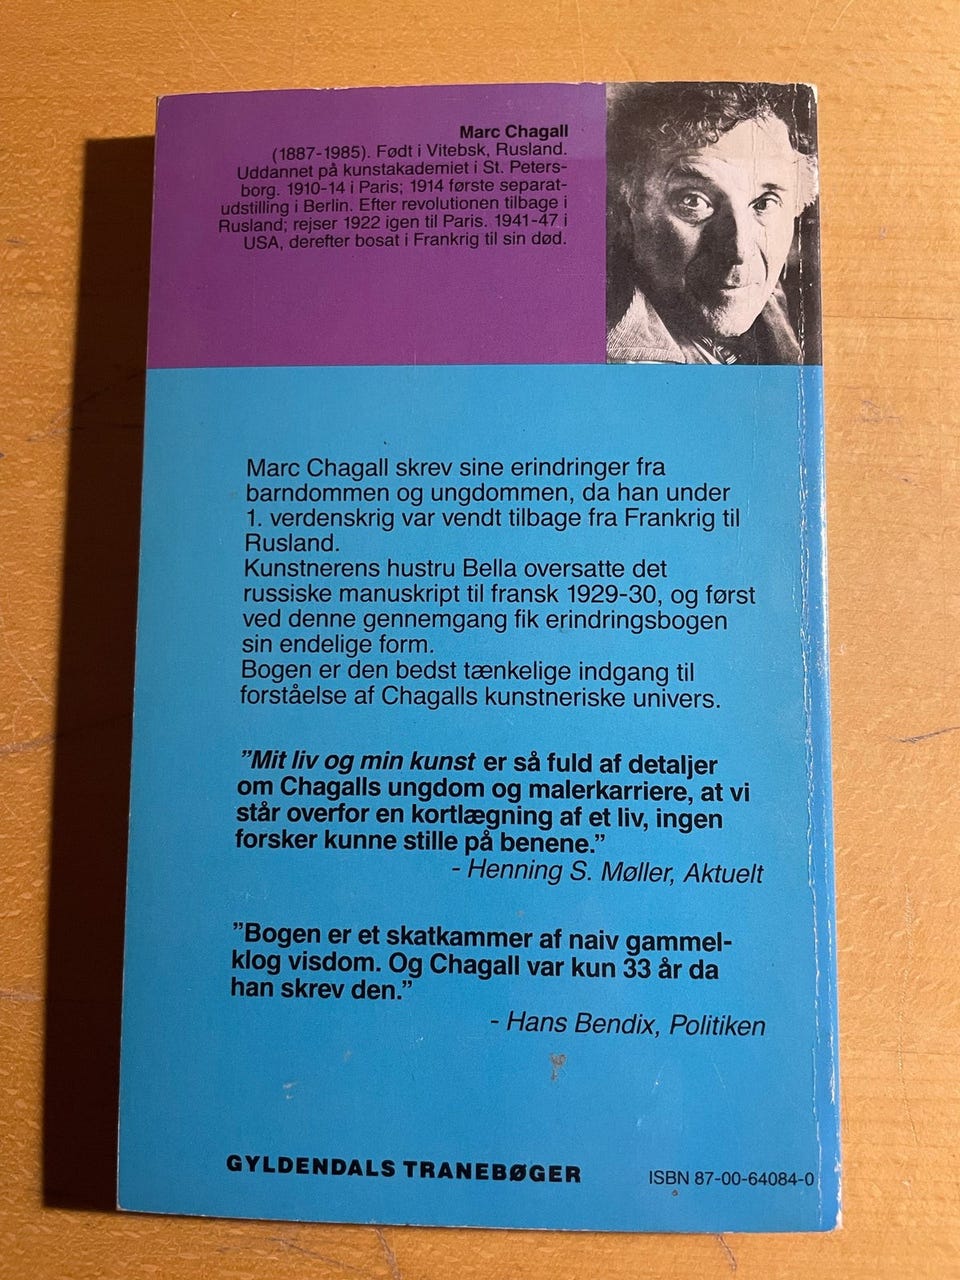 Marc Chagall
(1887-1985). Født i Vitebsk, Rusland.
Uddannet på kunstakademiet i St. Peters-
borg. 1910-14 i Paris; 1914 første separat-
udstilling i Berlin. Efter revolutionen tilbage i
Rusland; rejser 1922 igen til Paris. 1941-47 i
USA, derefter bosat i Frankrig til sin død.
Marc Chagall skrev sine erindringer fra
barndommen og ungdommen, da han under
1. verdenskrig var vendt tilbage fra Frankrig til
Rusland.
Kunstnerens hustru Bella oversatte det
russiske manuskript til fransk 1929-30, og først
ved denne gennemgang fik erindringsbogen
sin endelige form.
Bogen er den bedst tænkelige indgang til
forståelse af Chagalls kunstneriske univers.
”Mit liv og min kunst er så fuld af detaljer
om Chagalls ungdom og malerkarriere, at vi
står overfor en kortlægning af et liv, ingen
forsker kunne stille på benene.”
- Henning S. Møller, Aktuelt
”Bogen er et skatkammer af naiv gammel-
klog visdom. Og Chagall var kun 33 år da
han skrev den.”
- Hans Bendix, Politiken
GYLDENDALS TRANEBØGER
ISBN 87-00-64084-0